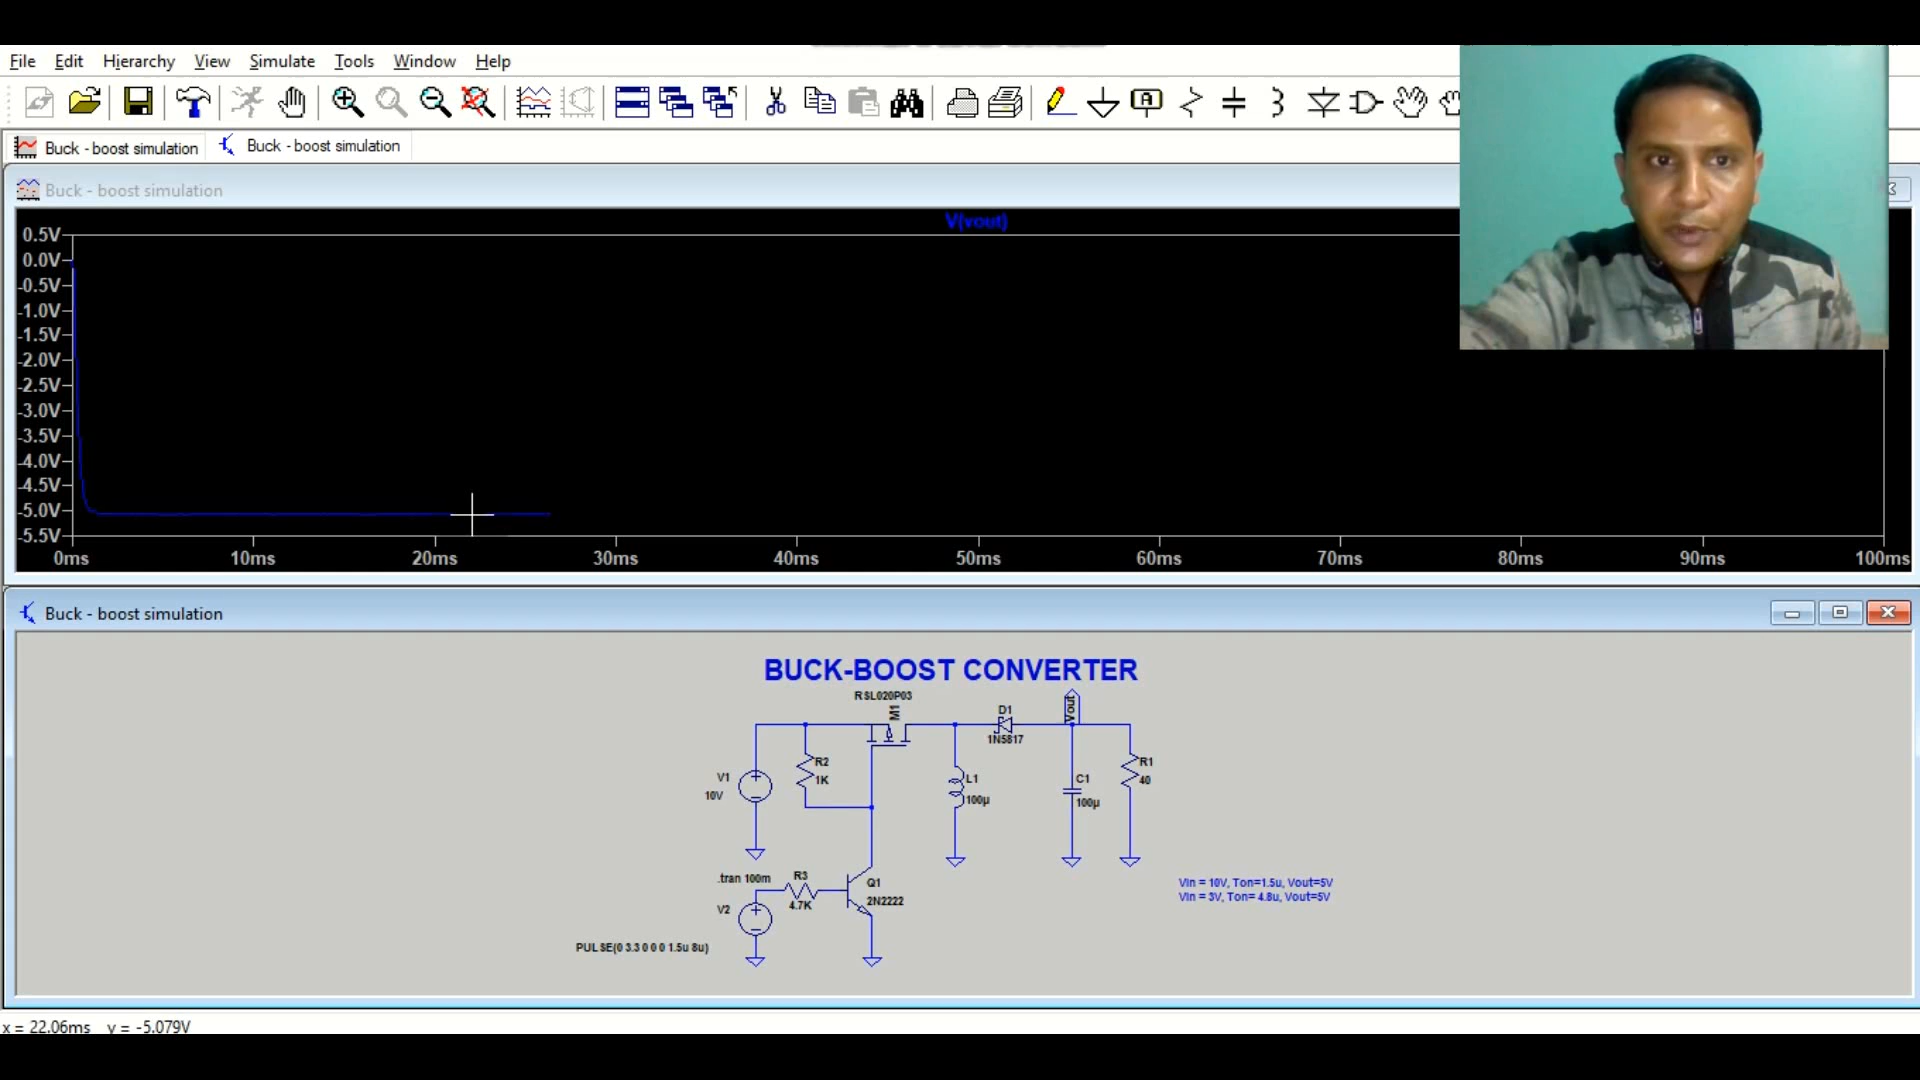 File Edit Hierarchy View Simulate Tools Window Help
Buck - boost simulation
Buck - boost simulation
Buck - boost simulation
V(vout)
0.5V
0.0V
-0.5V
-1.0V
-1.5V
-2.0V
-2.5V
-3.0V
-3.5V
-4.0V
-4.5V
-5.0V
-5.5V
0ms 10ms 20ms 30ms 40ms 50ms 60ms 70ms 80ms 90ms 100ms
Buck - boost simulation
BUCK-BOOST CONVERTER
RSL020P03
M1
D1
1N5817
Vout
V1
10V
R2
1K
L1
100µ
C1
100µ
R1
40
.tran 100m
R3
4.7K
Q1
2N2222
V2
PULSE(0 3.3 0 0 0 1.5u 8u)
Vin = 10V, Ton=1.5u, Vout=5V
Vin = 3V, Ton= 4.8u, Vout=5V
x = 22.06ms y = -5.079V